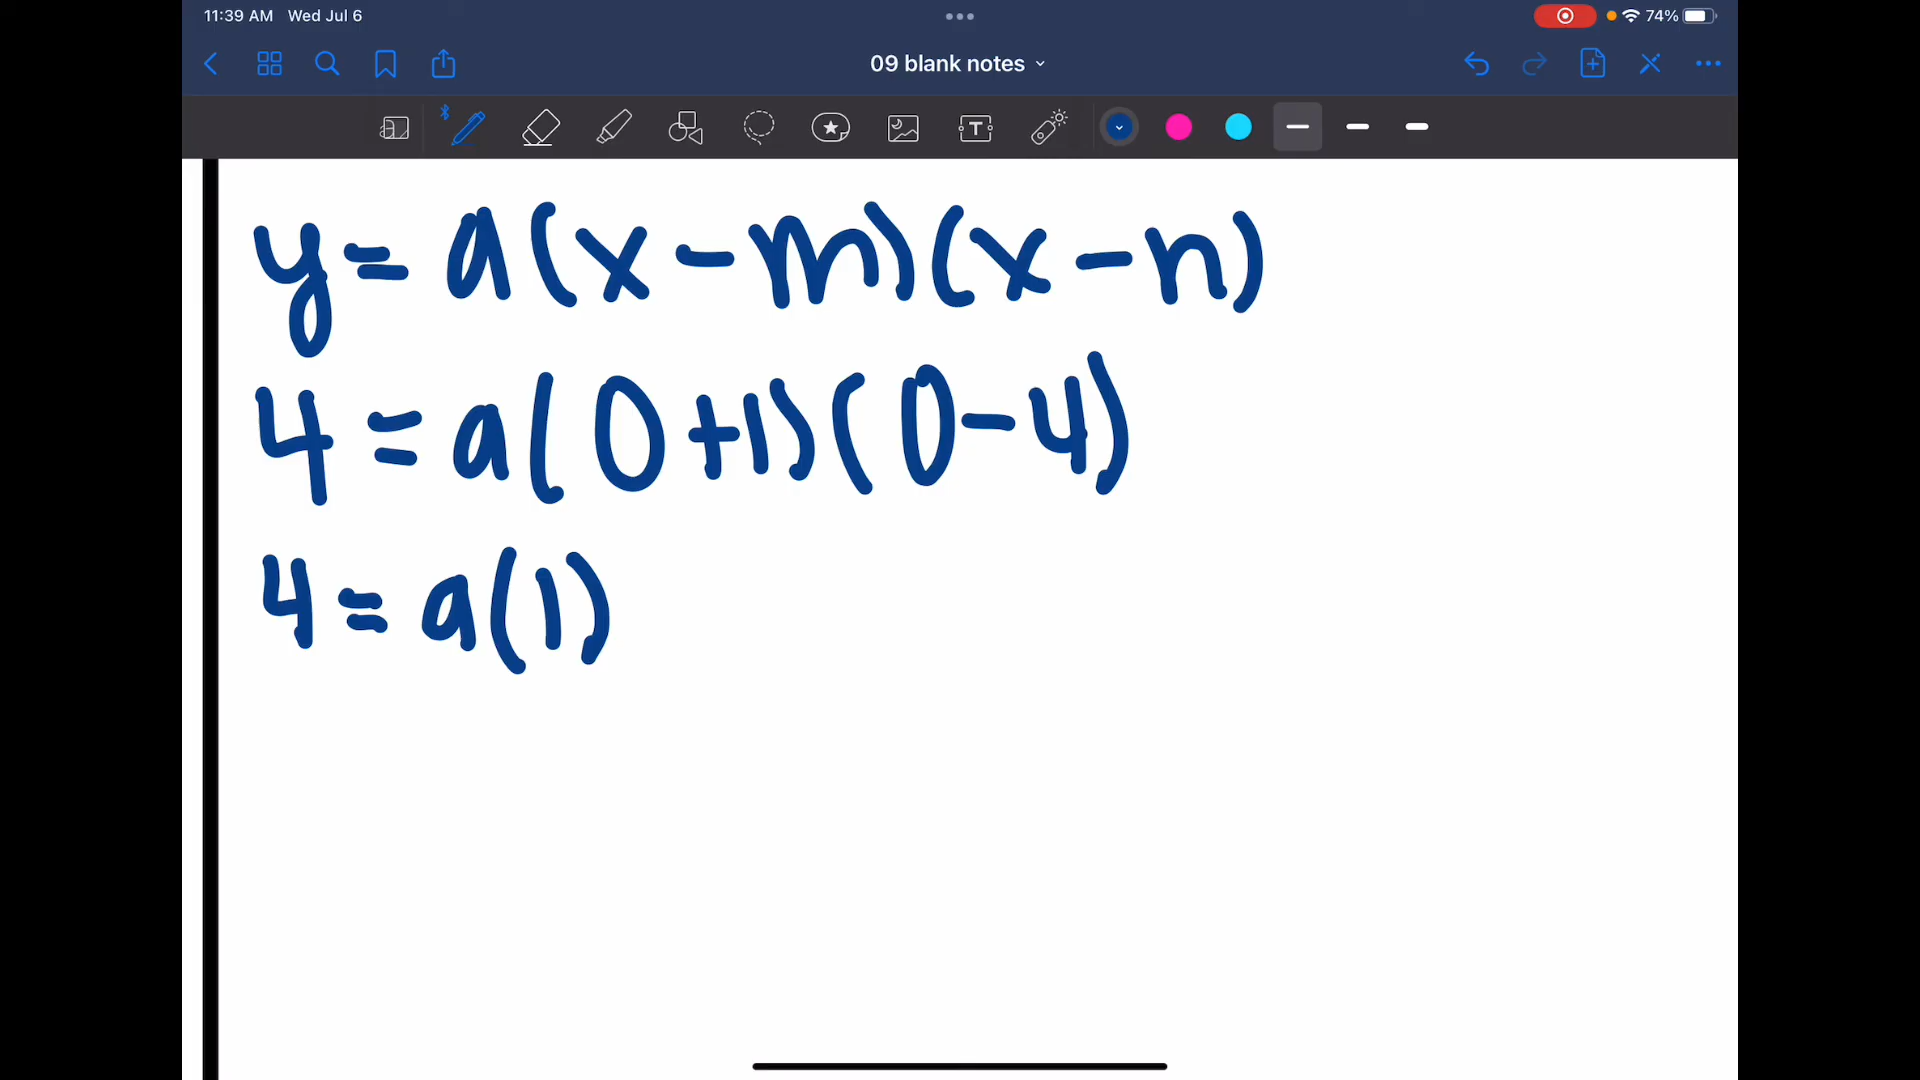 11:39 AM Wed Jul 6
74%
09 blank notes
y = a(x - m)(x - n)
4 = a(0+1)(0-4)
4 = a(1)